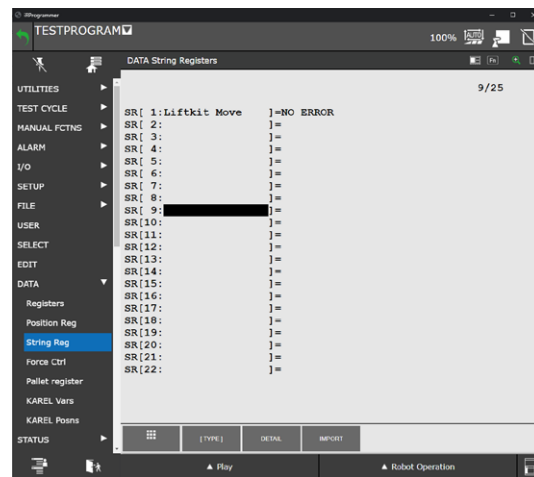 iRProgrammer
TESTPROGRAM
100%
AUTO
DATA String Registers
Fn
UTILITIES
TEST CYCLE
MANUAL FCTNS
ALARM
I/O
SETUP
FILE
USER
SELECT
EDIT
DATA
Registers
Position Reg
String Reg
Force Ctrl
Pallet register
KAREL Vars
KAREL Posns
STATUS
9/25
SR[ 1:Liftkit Move ]=NO ERROR
SR[ 2: ]=
SR[ 3: ]=
SR[ 4: ]=
SR[ 5: ]=
SR[ 6: ]=
SR[ 7: ]=
SR[ 8: ]=
SR[ 9: ]=
SR[10: ]=
SR[11: ]=
SR[12: ]=
SR[13: ]=
SR[14: ]=
SR[15: ]=
SR[16: ]=
SR[17: ]=
SR[18: ]=
SR[19: ]=
SR[20: ]=
SR[21: ]=
SR[22: ]=
[TYPE]
DETAIL
IMPORT
▲ Play
▲ Robot Operation